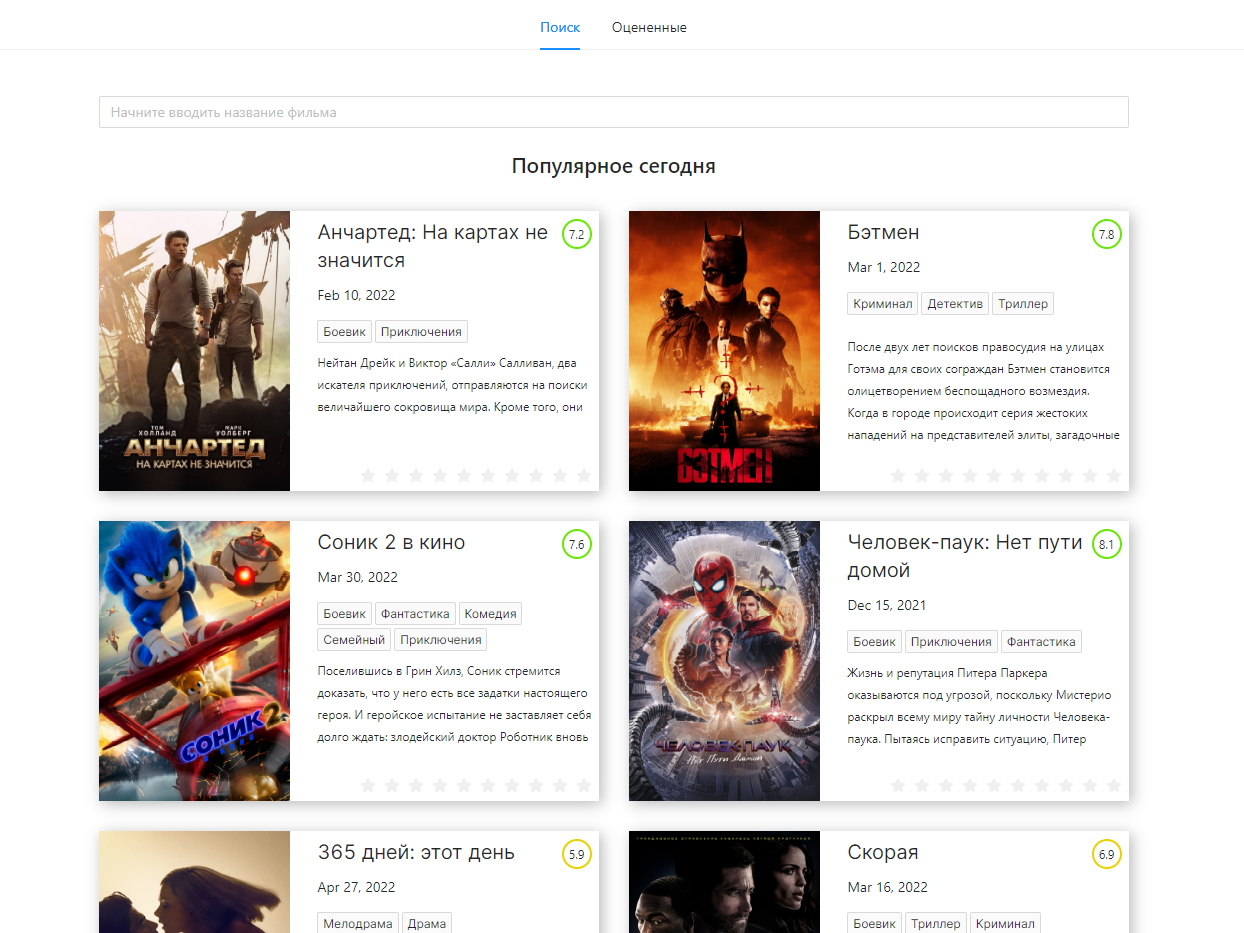 Поиск
Оцененные
Начните вводить название фильма
Популярное сегодня
Анчартед: На картах не
значится
7.2
Feb 10, 2022
Боевик
Приключения
Нейтан Дрейк и Виктор «Салли» Салливан, два
искателя приключений, отправляются на поиски
величайшего сокровища мира. Кроме того, они
ТОМ ХОЛЛАНД
МАРК УОЛБЕРГ
АНЧАРТЕД
НА КАРТАХ НЕ ЗНАЧИТСЯ
Бэтмен
7.8
Mar 1, 2022
Криминал
Детектив
Триллер
После двух лет поисков правосудия на улицах
Готэма для своих сограждан Бэтмен становится
олицетворением беспощадного возмездия.
Когда в городе происходит серия жестоких
нападений на представителей элиты, загадочные
БЭТМЕН
Соник 2 в кино
7.6
Mar 30, 2022
Боевик
Фантастика
Комедия
Семейный
Приключения
Поселившись в Грин Хилз, Соник стремится
доказать, что у него есть все задатки настоящего
героя. И геройское испытание не заставляет себя
долго ждать: злодейский доктор Роботник вновь
СОНИК 2
Человек-паук: Нет пути
домой
8.1
Dec 15, 2021
Боевик
Приключения
Фантастика
Жизнь и репутация Питера Паркера
оказываются под угрозой, поскольку Мистерио
раскрыл всему миру тайну личности Человека-
паука. Пытаясь исправить ситуацию, Питер
ЧЕЛОВЕК-ПАУК
НЕТ ПУТИ ДОМОЙ
365 дней: этот день
5.9
Apr 27, 2022
Мелодрама
Драма
Скорая
6.9
Mar 16, 2022
Боевик
Триллер
Криминал